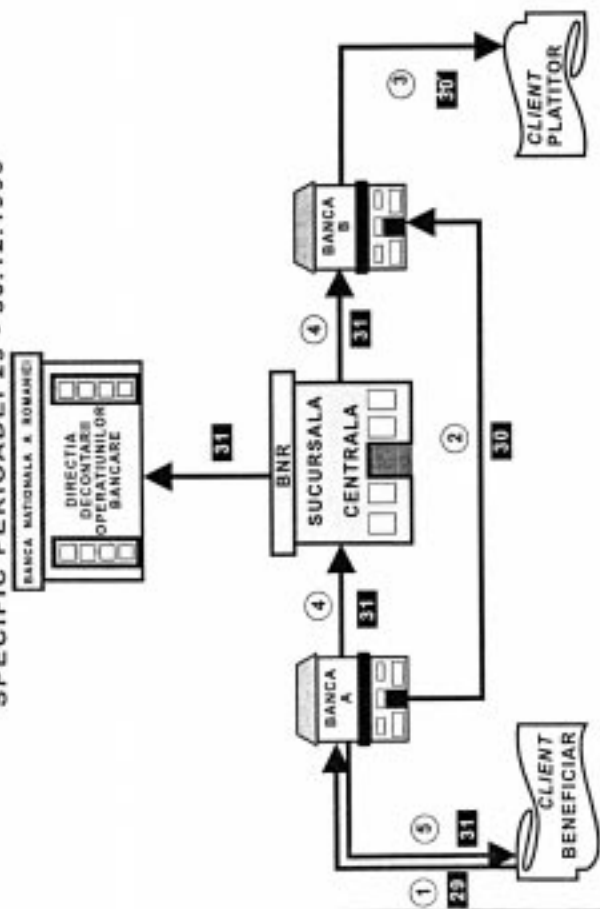 BANCA NATIONALA A ROMANIEI
DIRECTIA
DECONTARII
OPERATIUNILOR
BANCARE
31
BNR
SUCURSALA
CENTRALA
4
31
4
31
BANCA
A
BANCA
B
2
30
3
30
1
29
5
31
CLIENT
BENEFICIAR
CLIENT
PLATITOR